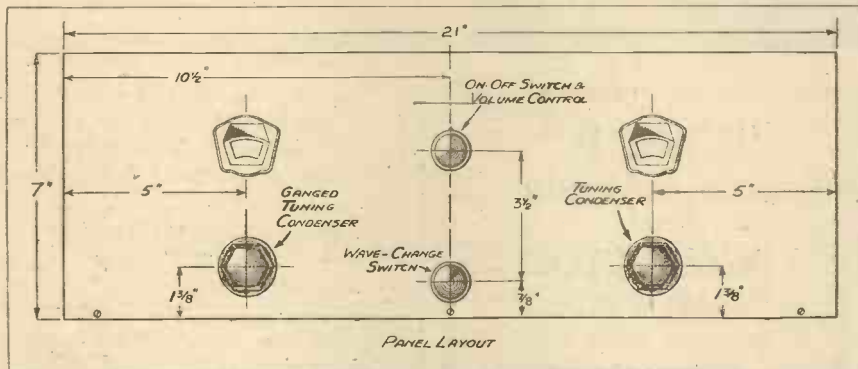 21"
10½"
ON-OFF SWITCH &
VOLUME CONTROL
7"
5"
GANGED
TUNING
CONDENSER
3½"
TUNING
CONDENSER
5"
WAVE-CHANGE
SWITCH
1⅜"
⅞"
1⅜"
PANEL LAYOUT